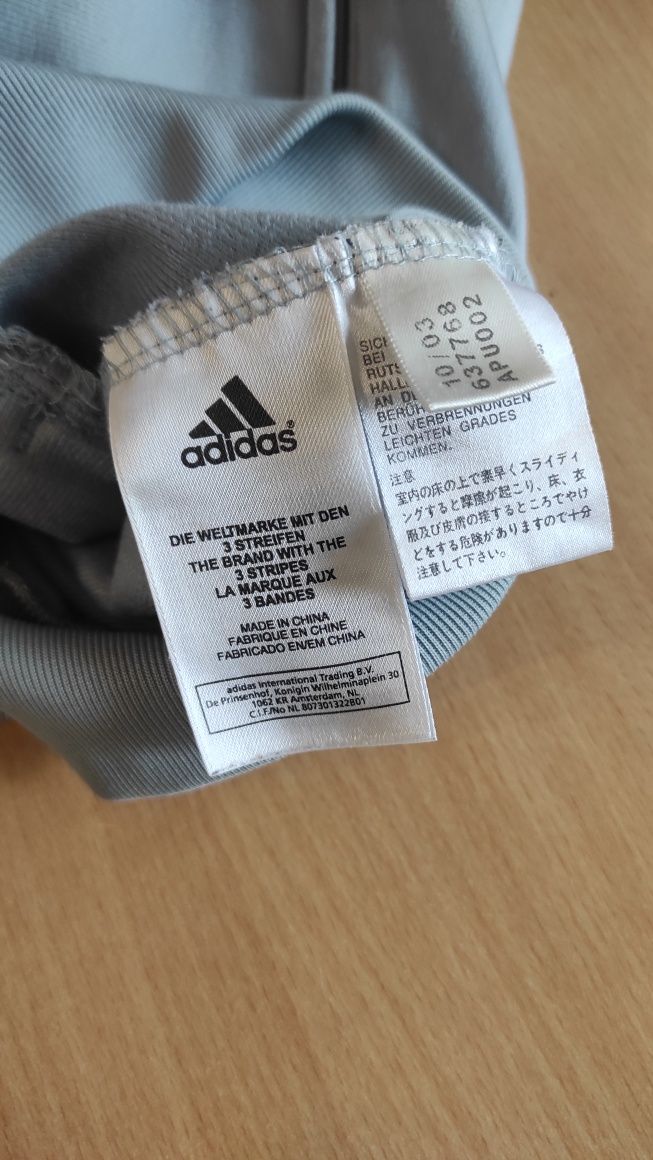 adidas®
DIE WELTMARKE MIT DEN
3 STREIFEN
THE BRAND WITH THE
3 STRIPES
LA MARQUE AUX
3 BANDES
MADE IN CHINA
FABRIQUE EN CHINE
FABRICADO EN/EM CHINA
adidas International Trading B.V.
De Prinsenhof, Konigin Wilhelminaplein 30
1062 KR Amsterdam, NL
C.I.F./No NL 807301322B01
10/03
637768
APU002
BEI
AN
ZU VERBRENNUNGEN
LEICHTEN GRADES
KOMMEN.
注意
室内の床の上で素早くスライディ
ングすると摩擦が起こり、床、衣
服及び皮膚の接するところでやけ
どをする危険がありますので十分
注意して下さい。